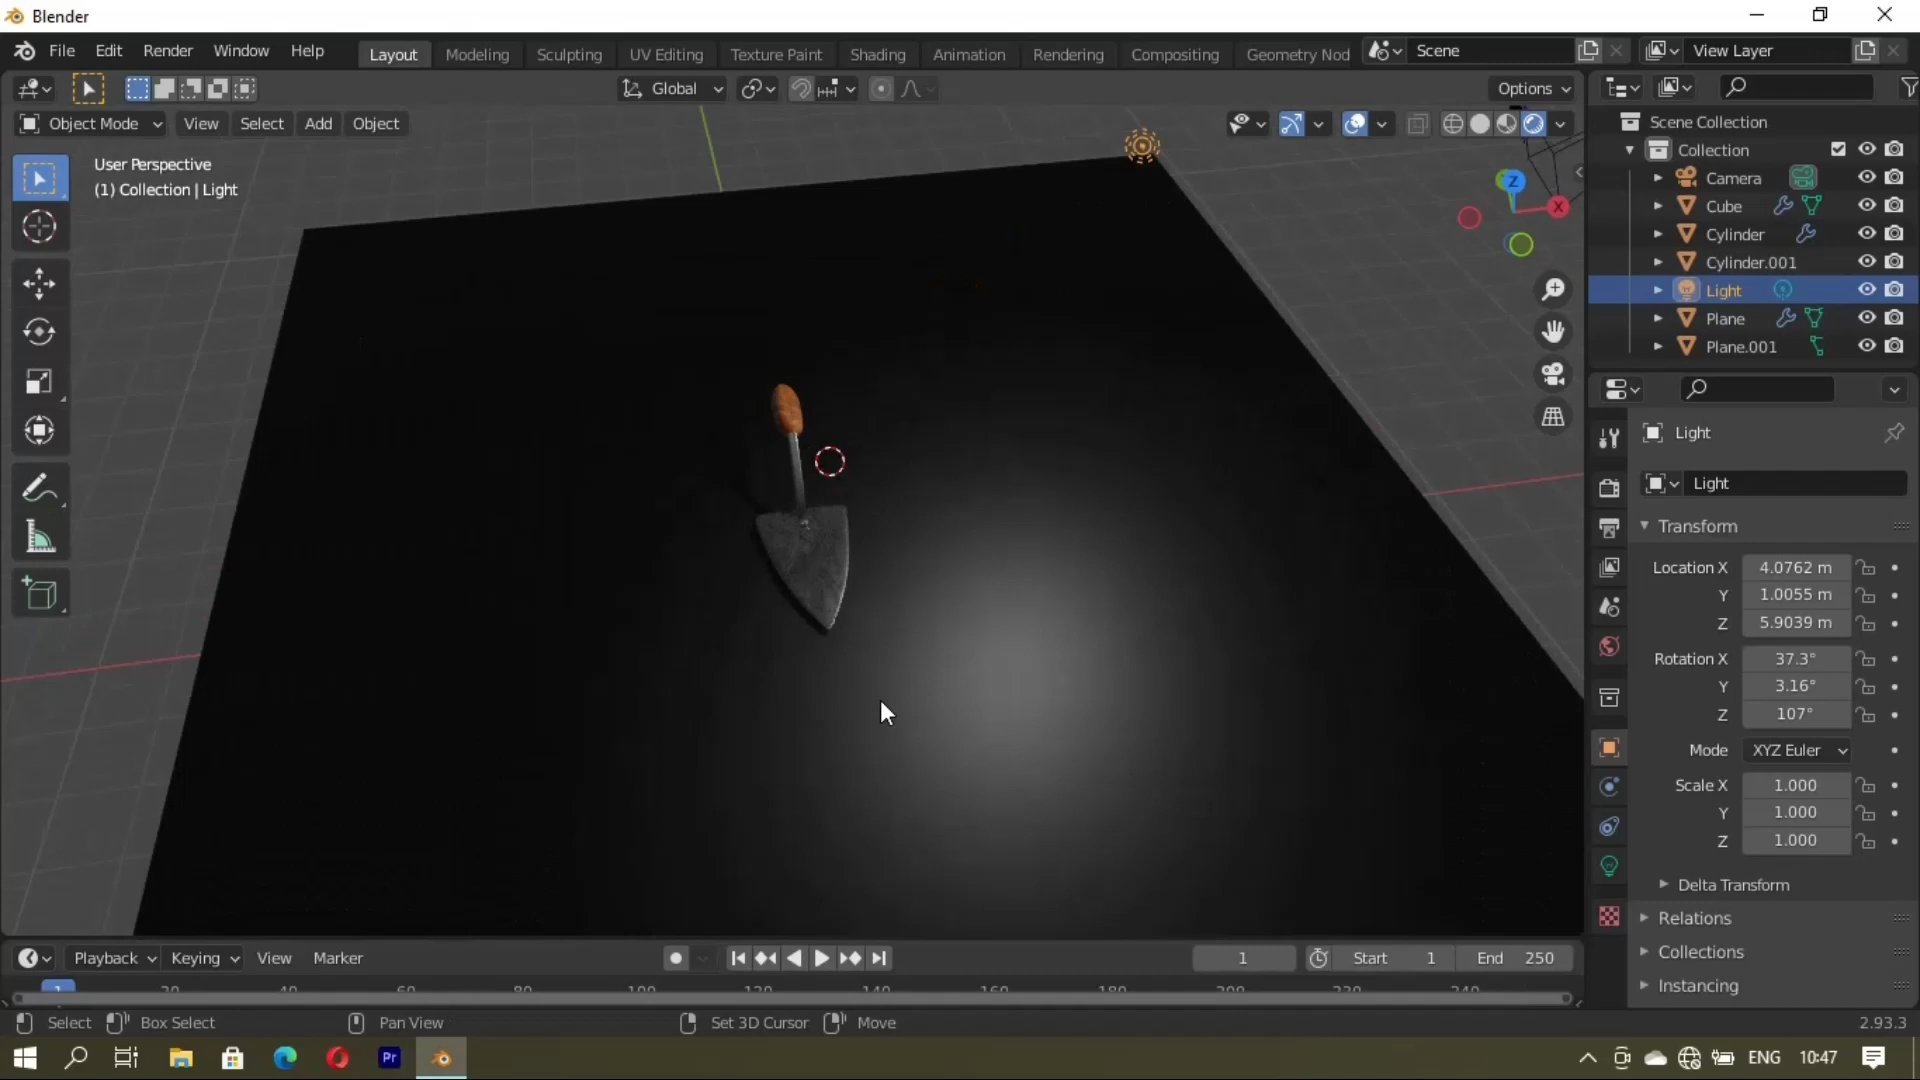 Blender
File Edit Render Window Help Layout Modeling Sculpting UV Editing Texture Paint Shading Animation Rendering Compositing Geometry Nod Scene View Layer
Global Options
Object Mode View Select Add Object
User Perspective
(1) Collection | Light
Z
X
Scene Collection
Collection
Camera
Cube
Cylinder
Cylinder.001
Light
Plane
Plane.001
Light
Light
Transform
Location X 4.0762 m
Y 1.0055 m
Z 5.9039 m
Rotation X 37.3°
Y 3.16°
Z 107°
Mode XYZ Euler
Scale X 1.000
Y 1.000
Z 1.000
Delta Transform
Relations
Collections
Instancing
Playback Keying View Marker 1 Start 1 End 250
1
Select Box Select Pan View Set 3D Cursor Move 2.93.3
Pr ENG 10:47